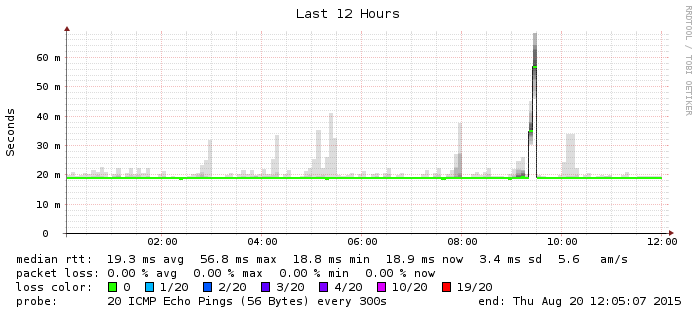 Last 12 Hours
RRDTOOL / TOBI OETIKER
Seconds
60 m
50 m
40 m
30 m
20 m
10 m
0
02:00 04:00 06:00 08:00 10:00 12:00
median rtt: 19.3 ms avg 56.8 ms max 18.8 ms min 18.9 ms now 3.4 ms sd 5.6 am/s
packet loss: 0.00 % avg 0.00 % max 0.00 % min 0.00 % now
loss color: 0 1/20 2/20 3/20 4/20 10/20 19/20
probe: 20 ICMP Echo Pings (56 Bytes) every 300s end: Thu Aug 20 12:05:07 2015